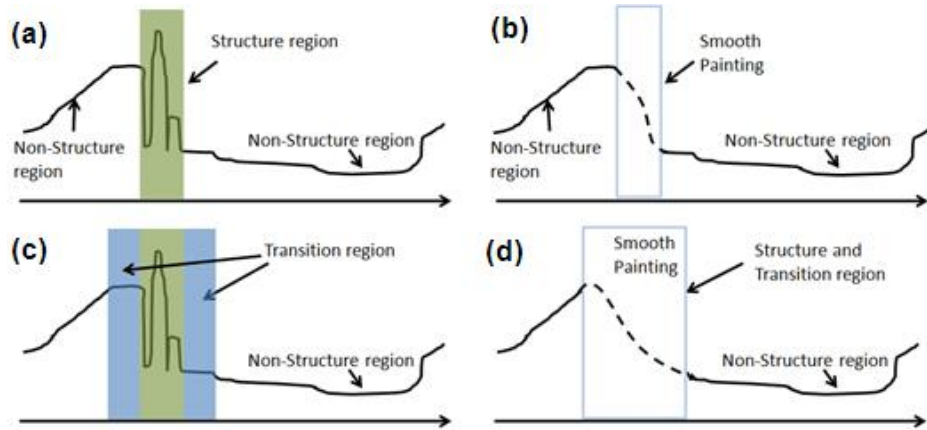 (a)
Structure region
Non-Structure
region
Non-Structure region
(b)
Smooth
Painting
Non-Structure
region
Non-Structure region
(c)
Transition region
Non-Structure region
(d)
Smooth
Painting
Structure and
Transition region
Non-Structure region